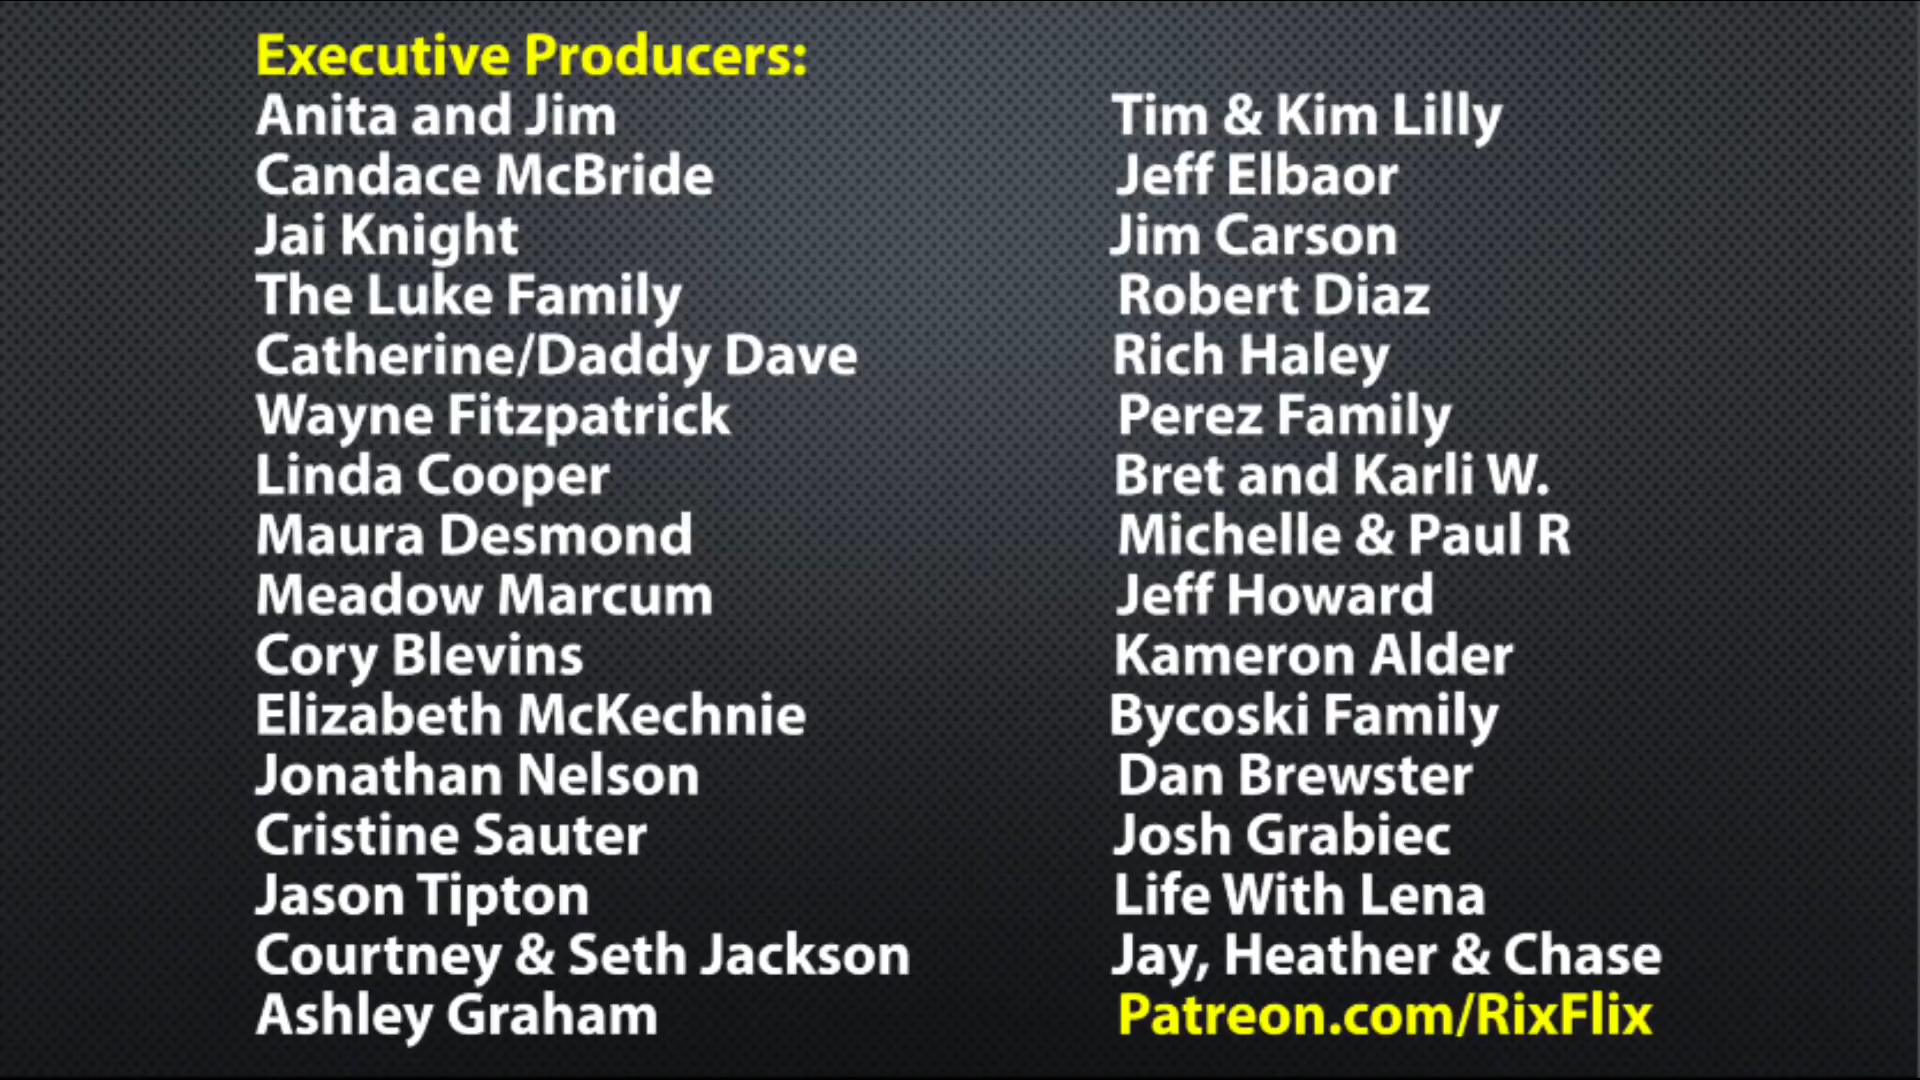 Executive Producers:
Anita and Jim
Candace McBride
Jai Knight
The Luke Family
Catherine/Daddy Dave
Wayne Fitzpatrick
Linda Cooper
Maura Desmond
Meadow Marcum
Cory Blevins
Elizabeth McKechnie
Jonathan Nelson
Cristine Sauter
Jason Tipton
Courtney & Seth Jackson
Ashley Graham
Tim & Kim Lilly
Jeff Elbaor
Jim Carson
Robert Diaz
Rich Haley
Perez Family
Bret and Karli W.
Michelle & Paul R
Jeff Howard
Kameron Alder
Bycoski Family
Dan Brewster
Josh Grabiec
Life With Lena
Jay, Heather & Chase
Patreon.com/RixFlix